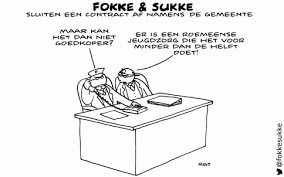 FOKKE & SUKKE
SLUITEN EEN CONTRACT AF NAMENS DE GEMEENTE
MAAR KAN
HET DAN NIET
GOEDKOPER?
ER IS EEN ROEMEENSE
JEUGDZORG DIE HET VOOR
MINDER DAN DE HELFT
DOET!
RGvT
@fokkesukke